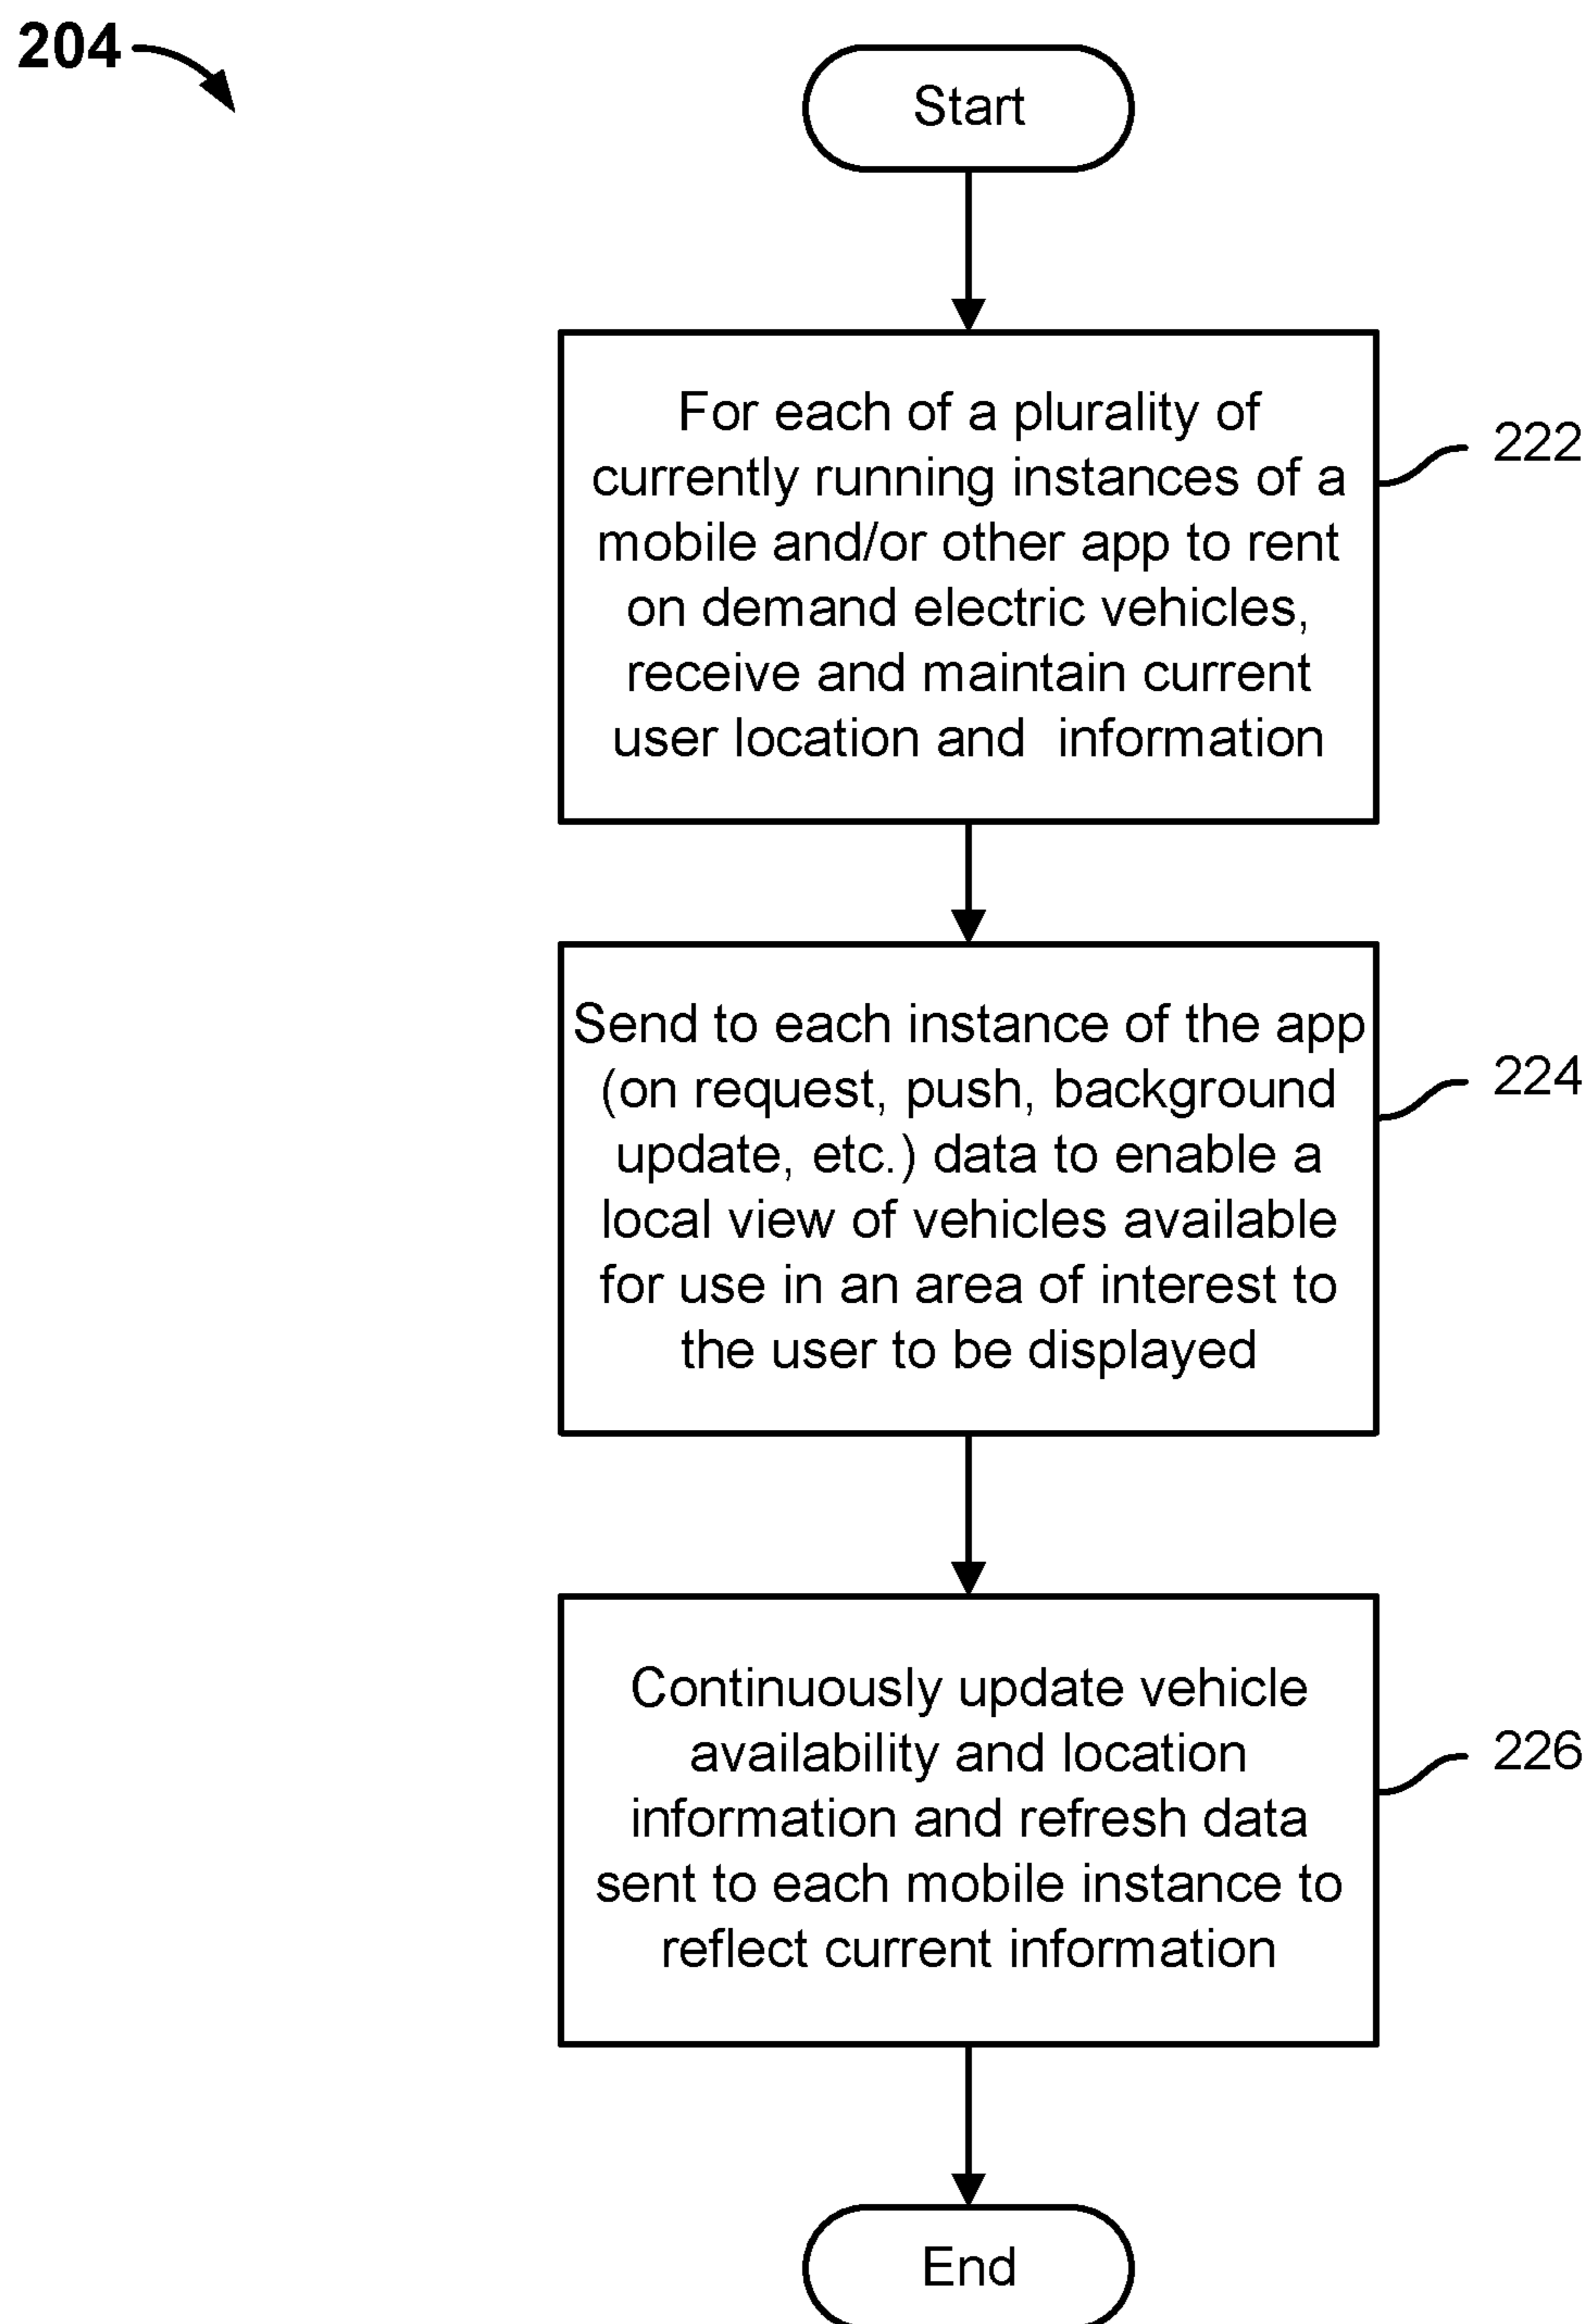 204
Start
For each of a plurality of
currently running instances of a
mobile and/or other app to rent
on demand electric vehicles,
receive and maintain current
user location and  information
222
Send to each instance of the app
(on request, push, background
update, etc.) data to enable a
local view of vehicles available
for use in an area of interest to
the user to be displayed
224
Continuously update vehicle
availability and location
information and refresh data
sent to each mobile instance to
reflect current information
226
End